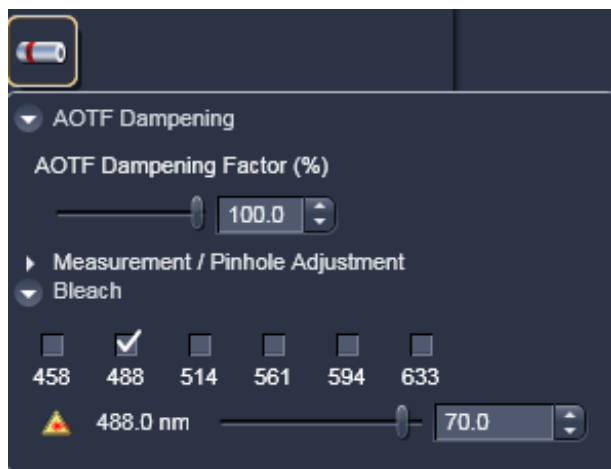 AOTF Dampening
AOTF Dampening Factor (%)
100.0
Measurement / Pinhole Adjustment
Bleach
458 488 514 561 594 633
488.0 nm 70.0